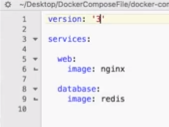 ~/Desktop/DockerComposeFile/docker-com
1 version: '3'
2
3 services:
4
5 web:
6 image: nginx
7
8 database:
9 image: redis
10